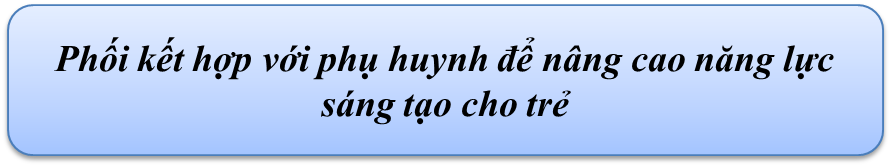 Phối kết hợp với phụ huynh để nâng cao năng lực
sáng tạo cho trẻ